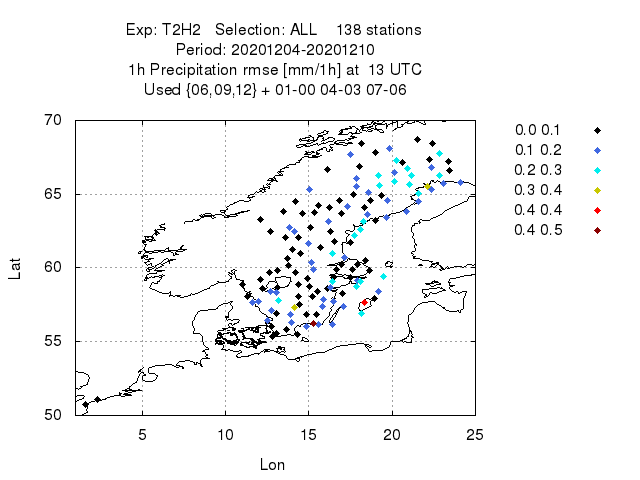 Exp: T2H2 Selection: ALL 138 stations
Period: 20201204-20201210
1h Precipitation rmse [mm/1h] at 13 UTC
Used {06,09,12} + 01-00 04-03 07-06
70
65
60
55
50
Lat
5 10 15 20 25
Lon
0.0 0.1
0.1 0.2
0.2 0.3
0.3 0.4
0.4 0.4
0.4 0.5